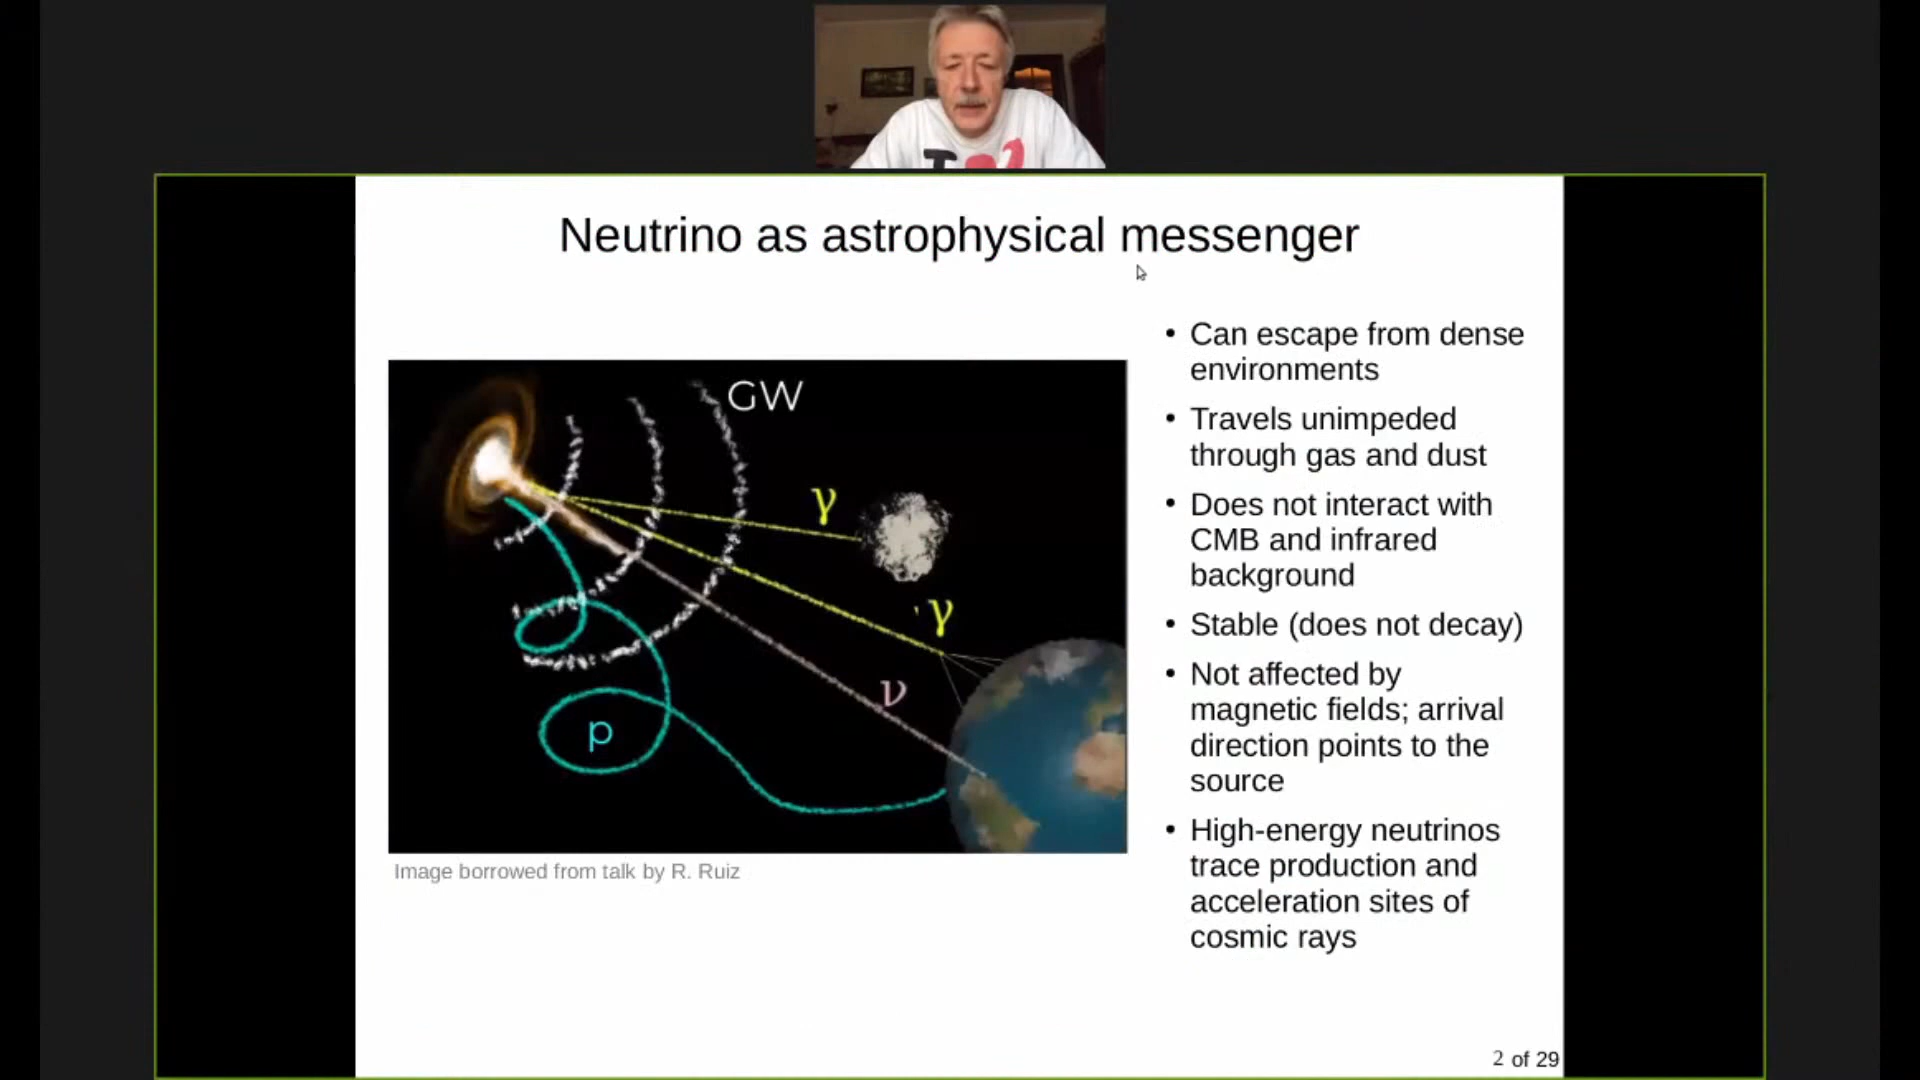 I
Neutrino as astrophysical messenger
GW
γ
γ
ν
p
Image borrowed from talk by R. Ruiz
• Can escape from dense
environments
• Travels unimpeded
through gas and dust
• Does not interact with
CMB and infrared
background
• Stable (does not decay)
• Not affected by
magnetic fields; arrival
direction points to the
source
• High-energy neutrinos
trace production and
acceleration sites of
cosmic rays
2 of 29